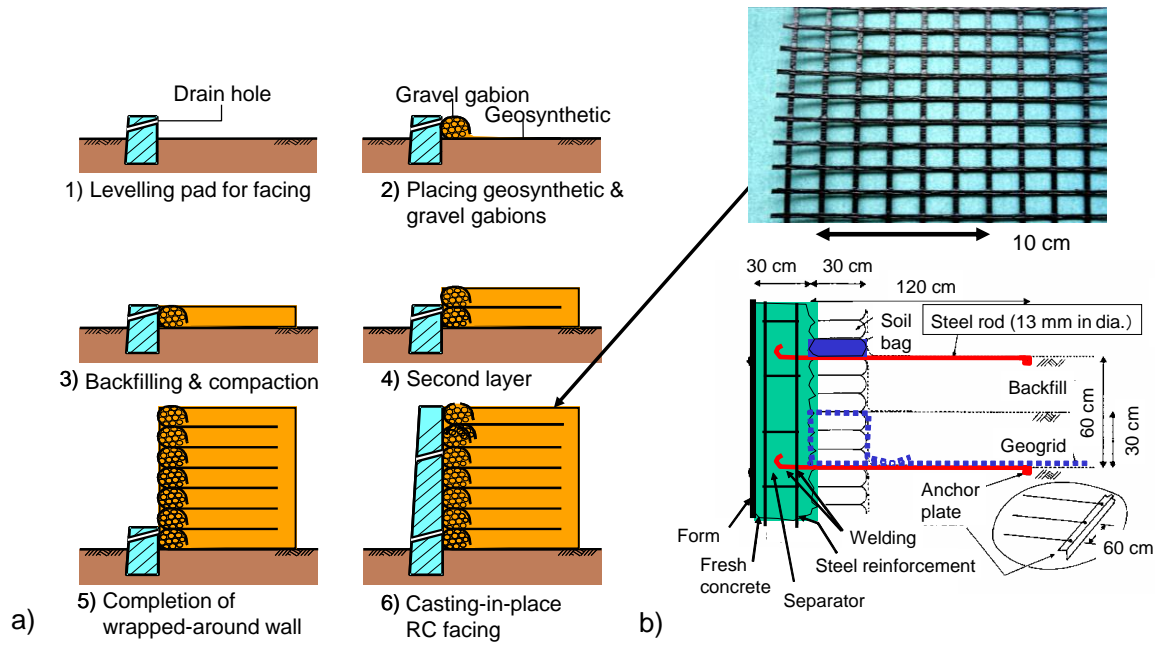 Drain hole
1) Levelling pad for facing
Gravel gabion
Geosynthetic
2) Placing geosynthetic &
gravel gabions
3) Backfilling & compaction
4) Second layer
5) Completion of
wrapped-around wall
6) Casting-in-place
RC facing
a)
10 cm
30 cm
30 cm
120 cm
Steel rod (13 mm in dia.)
Soil
bag
Backfill
60 cm
30 cm
Geogrid
Anchor
plate
60 cm
Form
Welding
Fresh
concrete
Steel reinforcement
Separator
b)